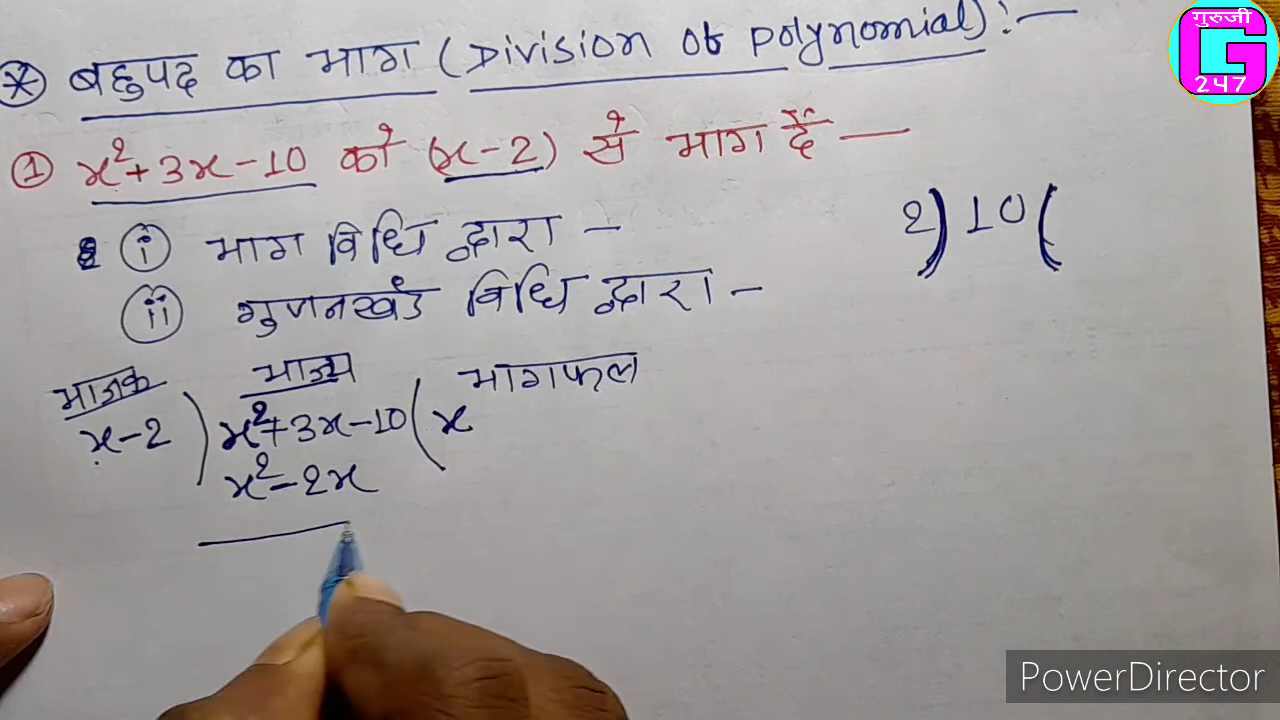 गुरुजी
G
247
* बहुपद का भाग (Division of Polynomial):—
① x²+3x-10 को (x-2) से भाग दें —
(i) भाग विधि द्वारा -
(ii) गुणनखंड विधि द्वारा -
2)10(
भाजक भाज्य भागफल
x-2)x²+3x-10(x
x²-2x
PowerDirector